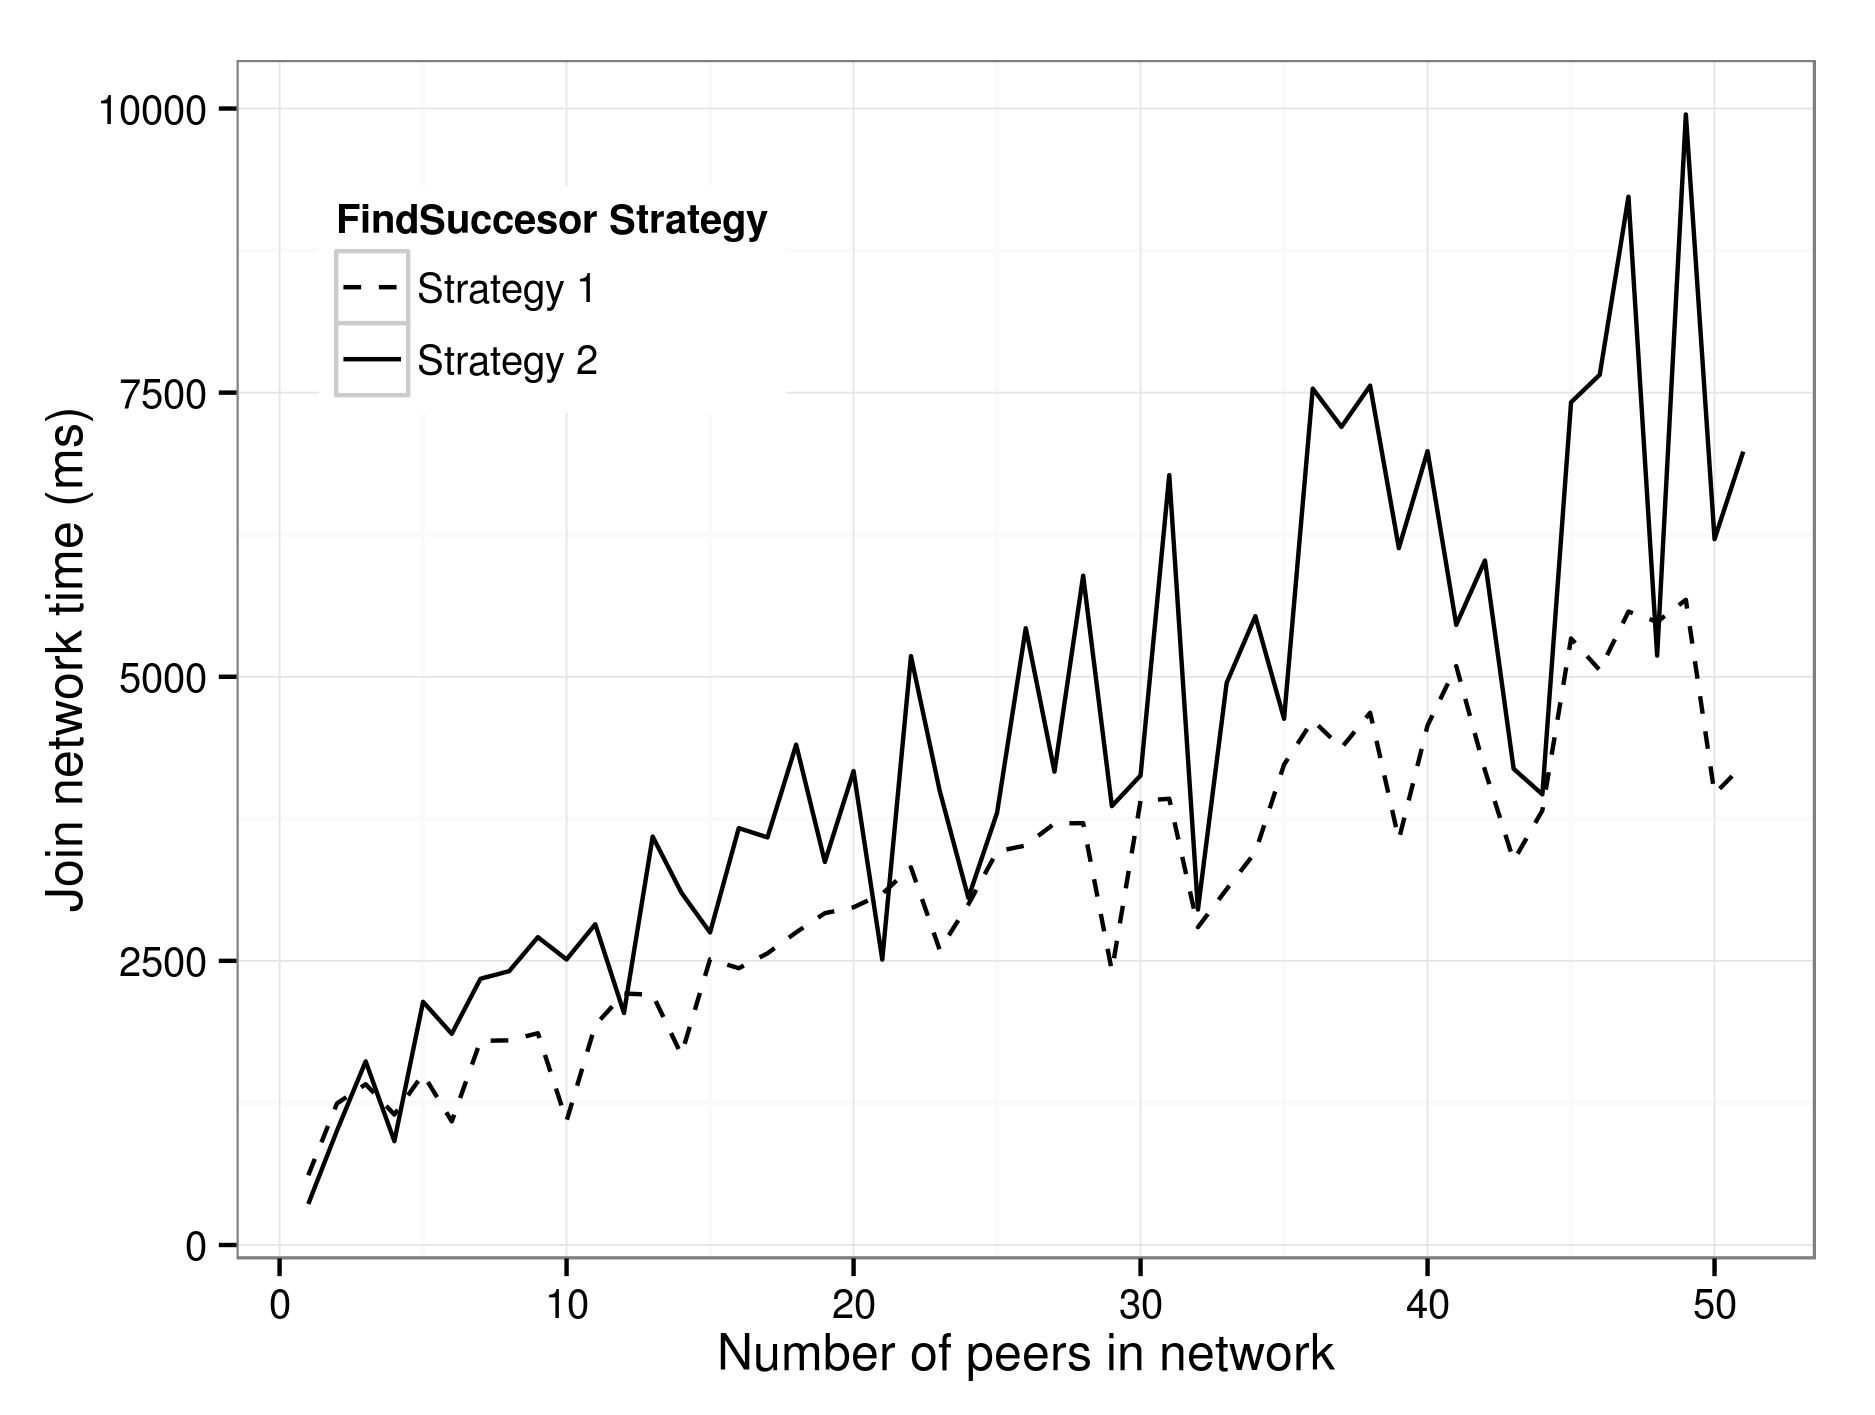 10000
7500
5000
2500
0
Join network time (ms)
FindSuccesor Strategy
Strategy 1
Strategy 2
0 10 20 30 40 50
Number of peers in network